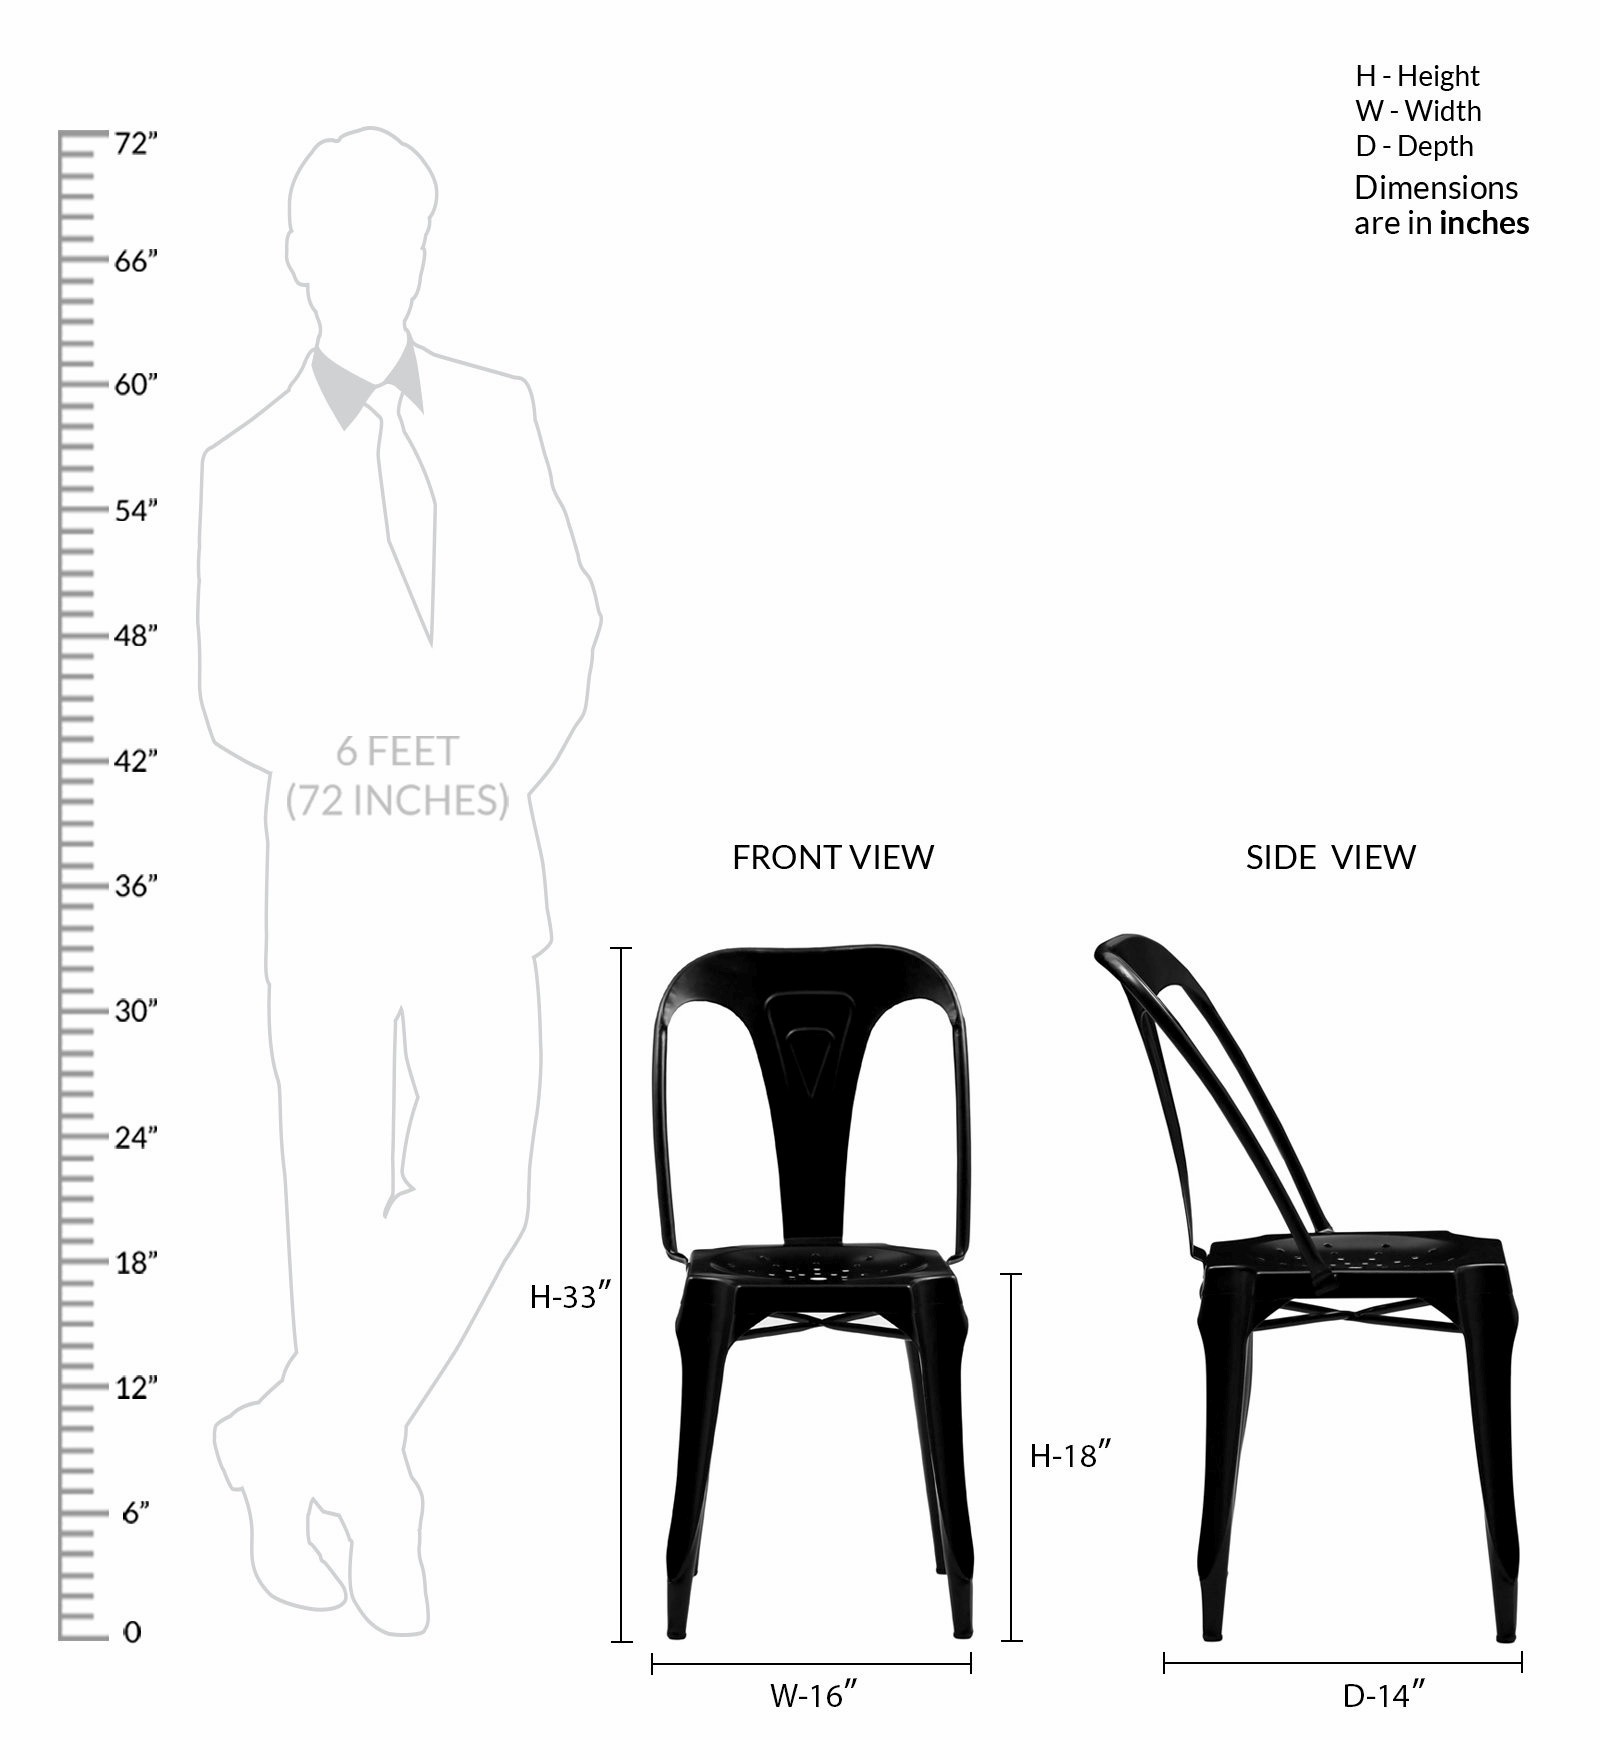 H - Height
W - Width
D - Depth
Dimensions
are in inches
72”
66”
60”
54”
48”
42”
36”
30”
24”
18”
12”
6”
0
6 FEET
(72 INCHES)
FRONT VIEW
SIDE VIEW
H-33”
H-18”
W-16”
D-14”